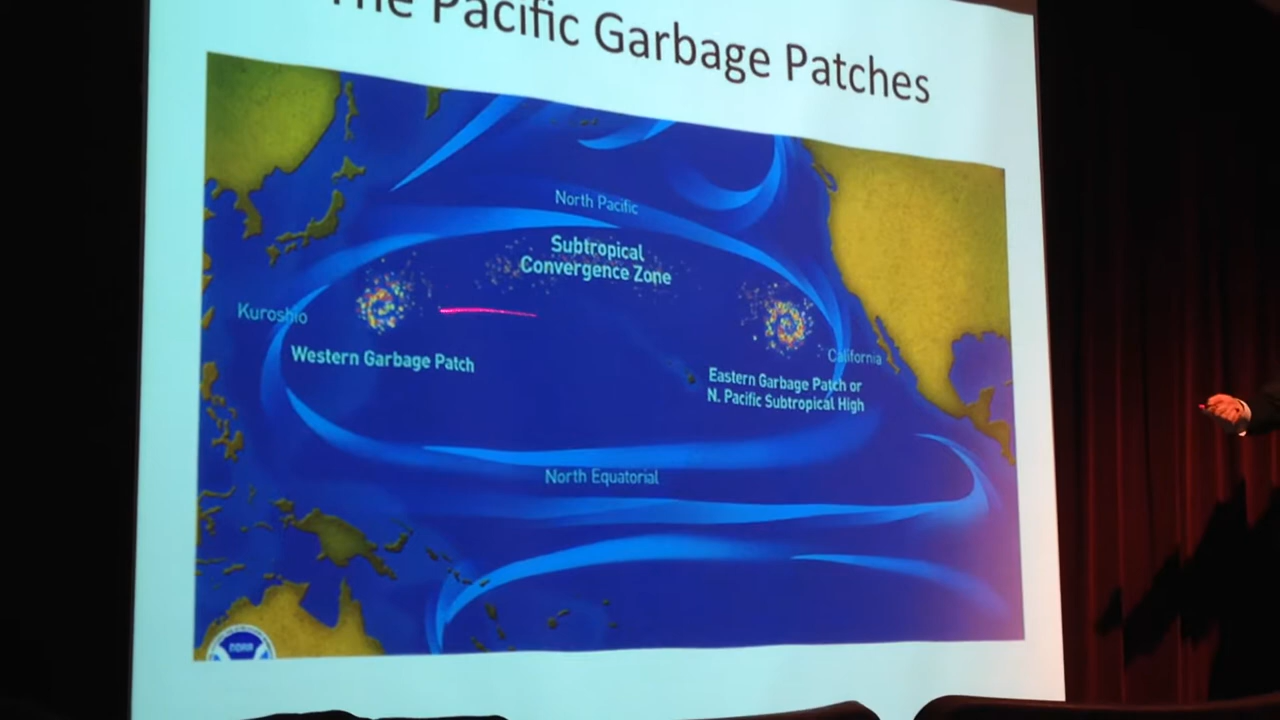 The Pacific Garbage Patches
North Pacific
Subtropical
Convergence Zone
Kuroshio
Western Garbage Patch
California
Eastern Garbage Patch or
N. Pacific Subtropical High
North Equatorial
NOAA